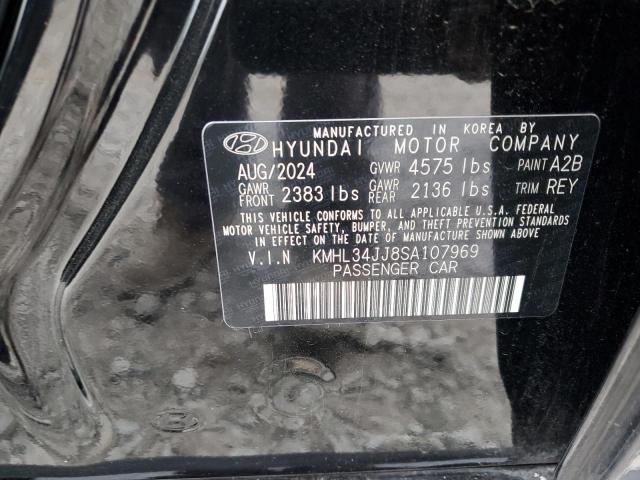 MANUFACTURED IN KOREA BY
HYUNDAI MOTOR COMPANY
AUG/2024 GVWR 4575 lbs PAINT A2B
GAWR FRONT 2383 lbs GAWR REAR 2136 lbs TRIM REY
THIS VEHICLE CONFORMS TO ALL APPLICABLE U.S.A. FEDERAL
MOTOR VEHICLE SAFETY, BUMPER, AND THEFT PREVENTION STANDARDS
IN EFFECT ON THE DATE OF MANUFACTURE SHOWN ABOVE.
V.I.N KMHL34JJ8SA107969
PASSENGER CAR